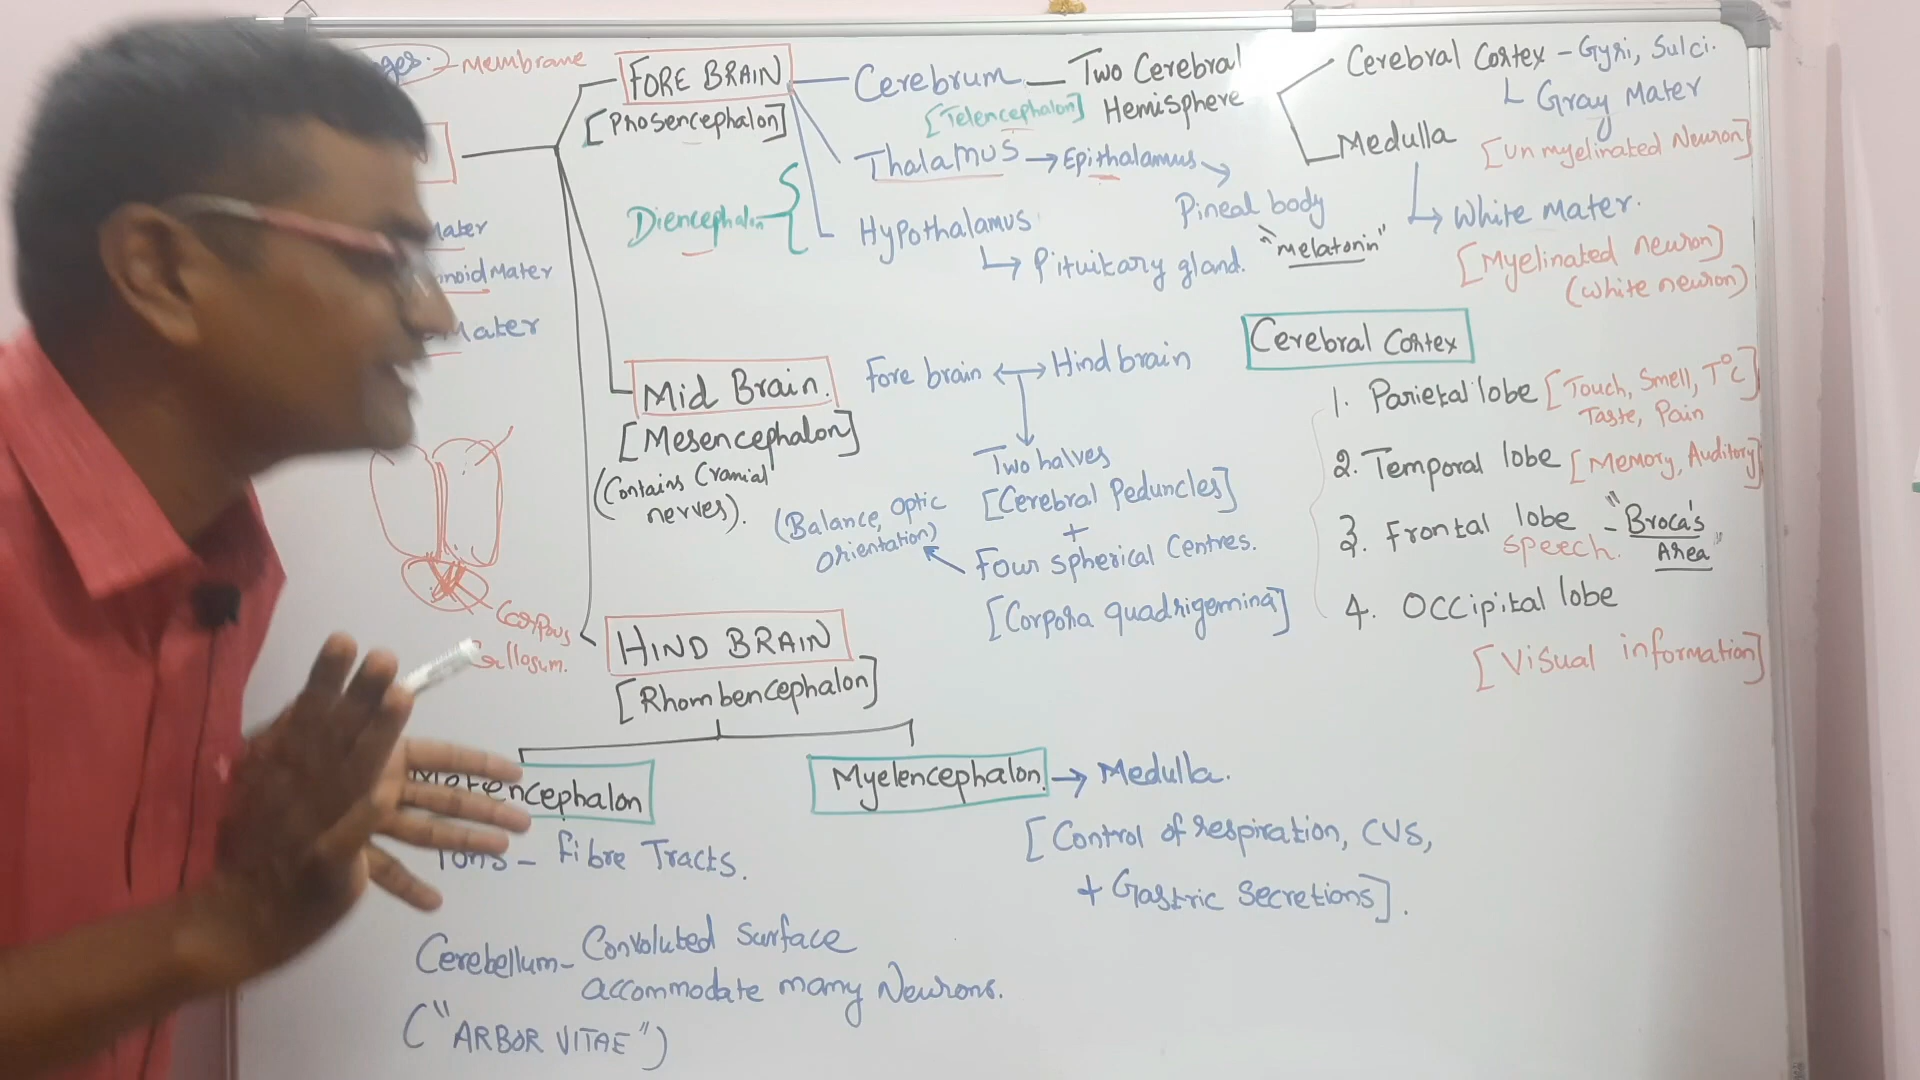 Membrane
FORE BRAIN
[Phosencephalon]
Cerebrum — Two Cerebral
Hemisphere
[Telencephalon]
Cerebral Cortex - Gyri, Sulci.
Gray Mater
[Un myelinated Neuron]
Medulla
White Mater.
[Myelinated neuron]
(white neuron)
Thalamus → Epithalamus
Pineal body
"melatonin"
Diencephalon
Hypothalamus
Pituitary gland.
Mater
Mater
Mater
Mid Brain.
[Mesencephalon]
(Contains Cranial
nerves).
Fore brain ↔ Hind brain
Two halves
[Cerebral Peduncles]
+
Four spherical Centres.
[Corpora quadrigemina]
(Balance, Optic
Orientation)
Cerebral Cortex
1. Parietal lobe [Touch, Smell, T°C]
Taste, Pain
2. Temporal lobe [Memory, Auditory]
3. Frontal lobe - "Broca's
Area"
Speech.
4. Occipital lobe
[Visual information]
Corpus
Callosum.
HIND BRAIN
[Rhombencephalon]
Metencephalon
Pons - Fibre Tracts.
Cerebellum - Convoluted Surface
accommodate many Neurons.
("ARBOR VITAE")
Myelencephalon. → Medulla.
[Control of respiration, CVS,
+ Gastric Secretions].